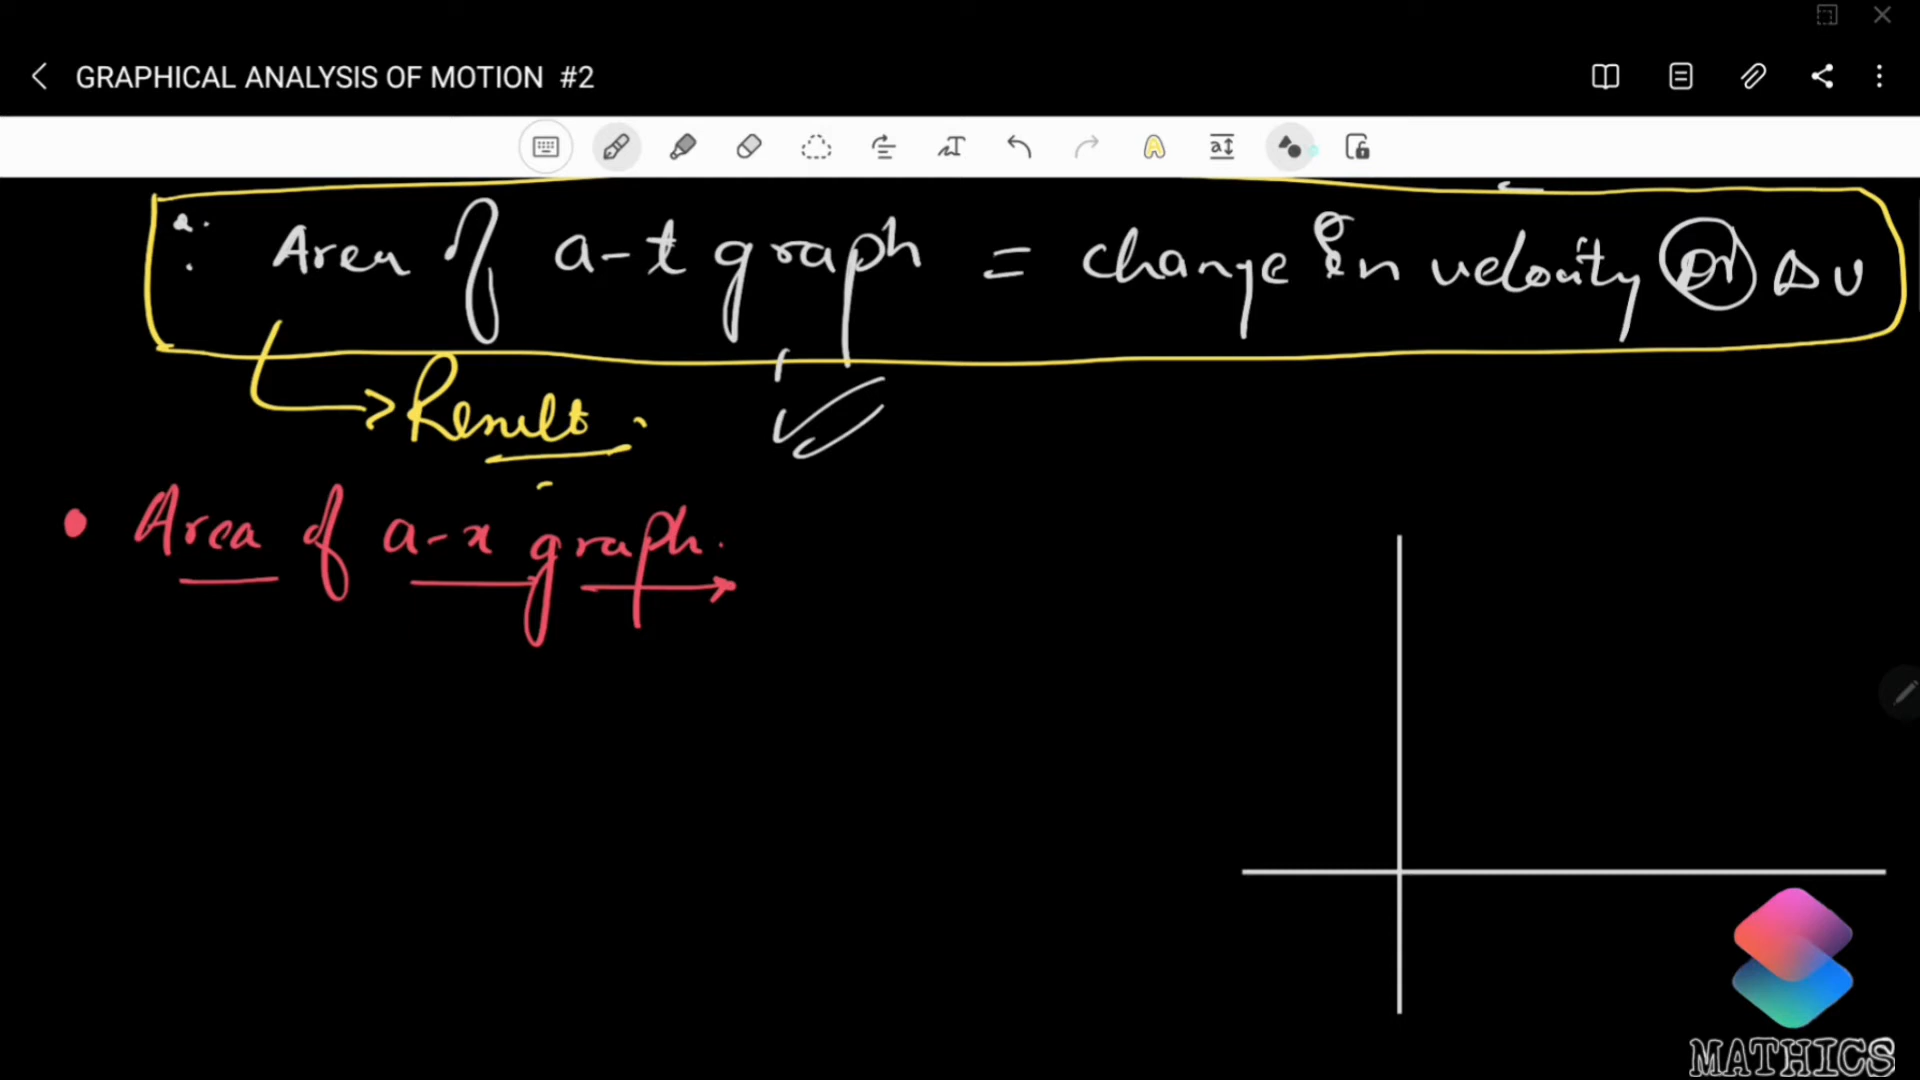 GRAPHICAL ANALYSIS OF MOTION #2
Area of a-t graph = change in velocity or Δv
Result
• Area of a-x graph.
MATHICS